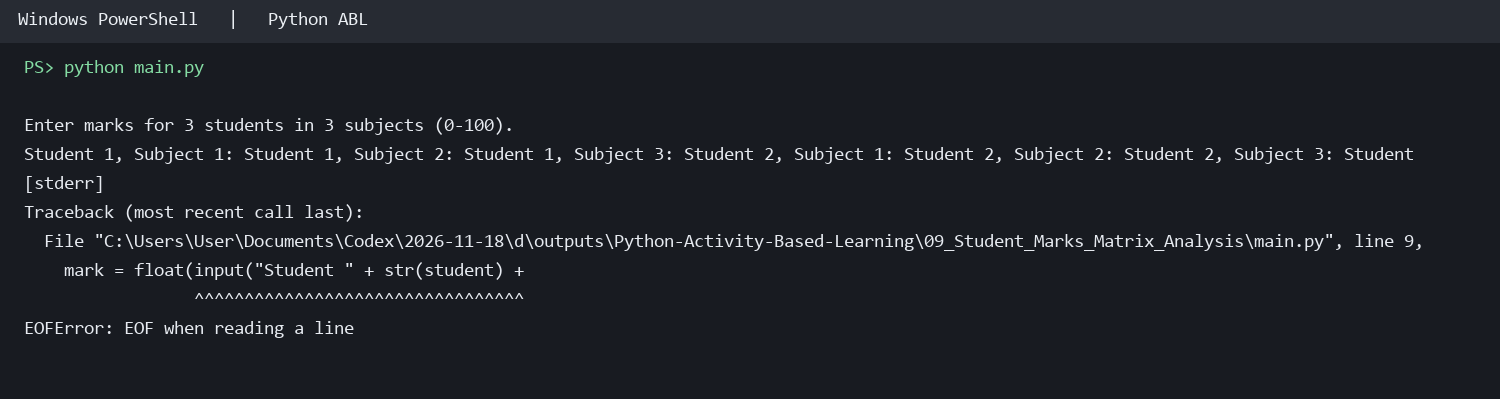 Windows PowerShell | Python ABL
PS> python main.py
Enter marks for 3 students in 3 subjects (0-100).
Student 1, Subject 1: Student 1, Subject 2: Student 1, Subject 3: Student 2, Subject 1: Student 2, Subject 2: Student 2, Subject 3: Student
[stderr]
Traceback (most recent call last):
  File "C:\Users\User\Documents\Codex\2026-11-18\d\outputs\Python-Activity-Based-Learning\09_Student_Marks_Matrix_Analysis\main.py", line 9,
    mark = float(input("Student " + str(student) +
                 ^^^^^^^^^^^^^^^^^^^^^^^^^^^^^^^^^
EOFError: EOF when reading a line